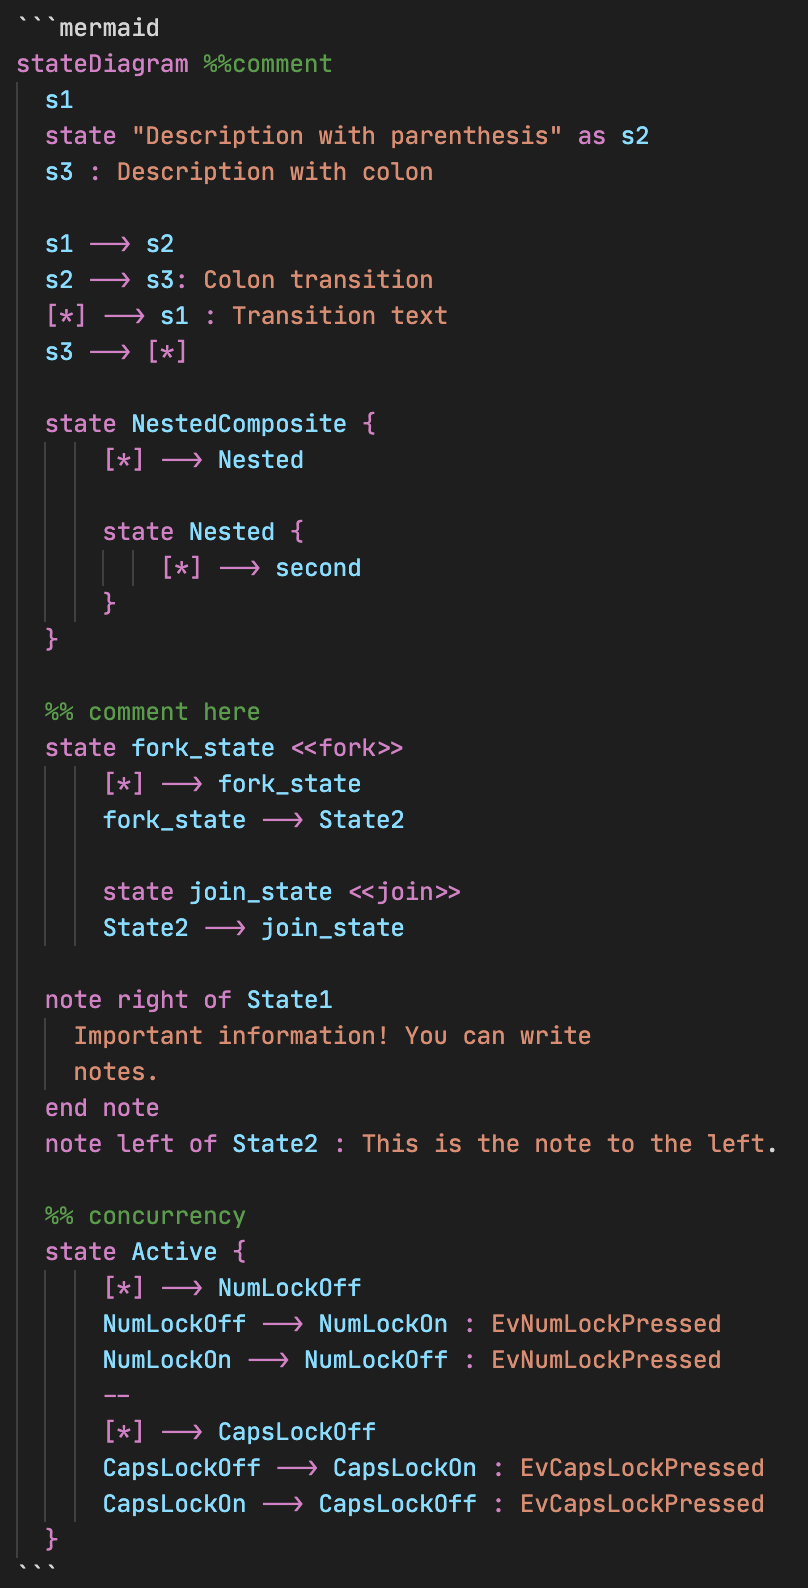 ```mermaid
stateDiagram %%comment
s1
state "Description with parenthesis" as s2
s3 : Description with colon
s1 --> s2
s2 --> s3: Colon transition
[*] --> s1 : Transition text
s3 --> [*]
state NestedComposite {
[*] --> Nested
state Nested {
[*] --> second
}
}
%% comment here
state fork_state <<fork>>
[*] --> fork_state
fork_state --> State2
state join_state <<join>>
State2 --> join_state
note right of State1
Important information! You can write
notes.
end note
note left of State2 : This is the note to the left.
%% concurrency
state Active {
[*] --> NumLockOff
NumLockOff --> NumLockOn : EvNumLockPressed
NumLockOn --> NumLockOff : EvNumLockPressed
--
[*] --> CapsLockOff
CapsLockOff --> CapsLockOn : EvCapsLockPressed
CapsLockOn --> CapsLockOff : EvCapsLockPressed
}
```